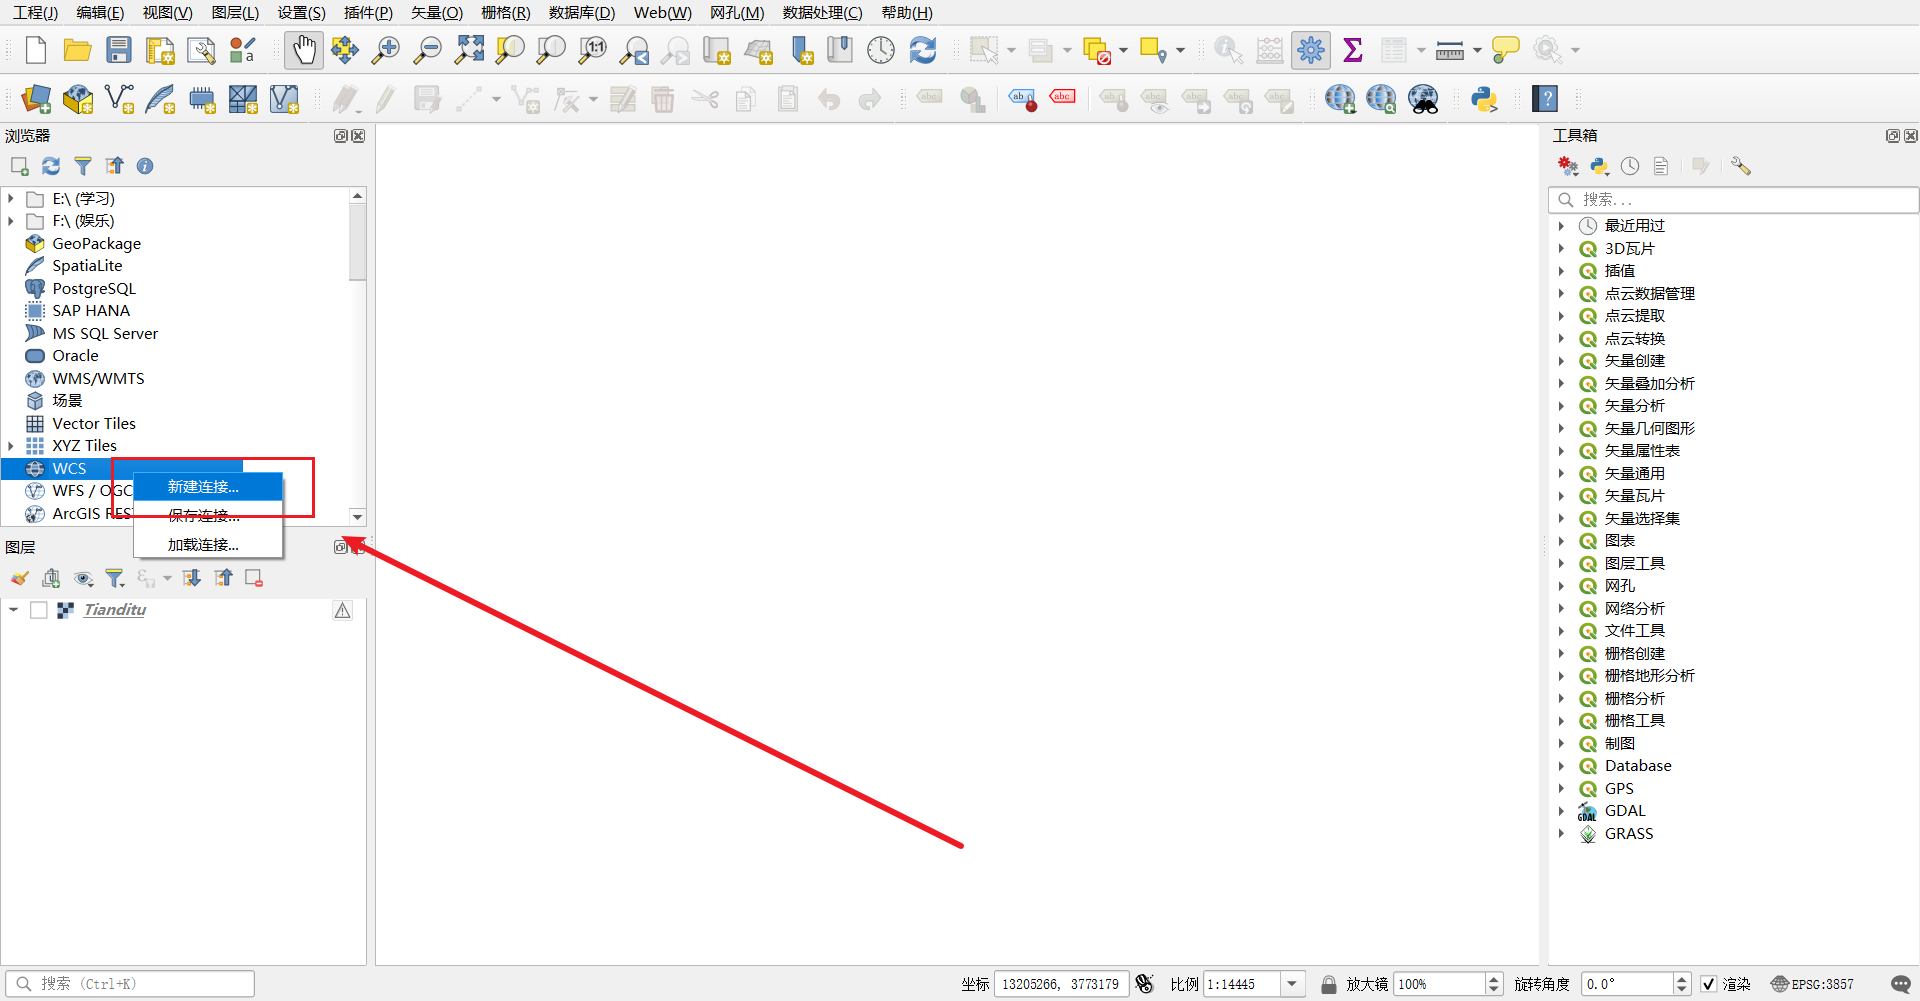 工程(J) 编辑(E) 视图(V) 图层(L) 设置(S) 插件(P) 矢量(O) 栅格(R) 数据库(D) Web(W) 网孔(M) 数据处理(C) 帮助(H)
浏览器
E:\ (学习)
F:\ (娱乐)
GeoPackage
SpatiaLite
PostgreSQL
SAP HANA
MS SQL Server
Oracle
WMS/WMTS
场景
Vector Tiles
XYZ Tiles
WCS
WFS / OGC
ArcGIS REST
新建连接...
保存连接...
加载连接...
图层
Tianditu
工具箱
搜索...
最近用过
3D瓦片
插值
点云数据管理
点云提取
点云转换
矢量创建
矢量叠加分析
矢量分析
矢量几何图形
矢量属性表
矢量通用
矢量瓦片
矢量选择集
图表
图层工具
网孔
网络分析
文件工具
栅格创建
栅格地形分析
栅格分析
栅格工具
制图
Database
GPS
GDAL
GRASS
搜索 (Ctrl+K)
坐标 13205266, 3773179 比例 1:14445 放大镜 100% 旋转角度 0.0° 渲染 EPSG:3857